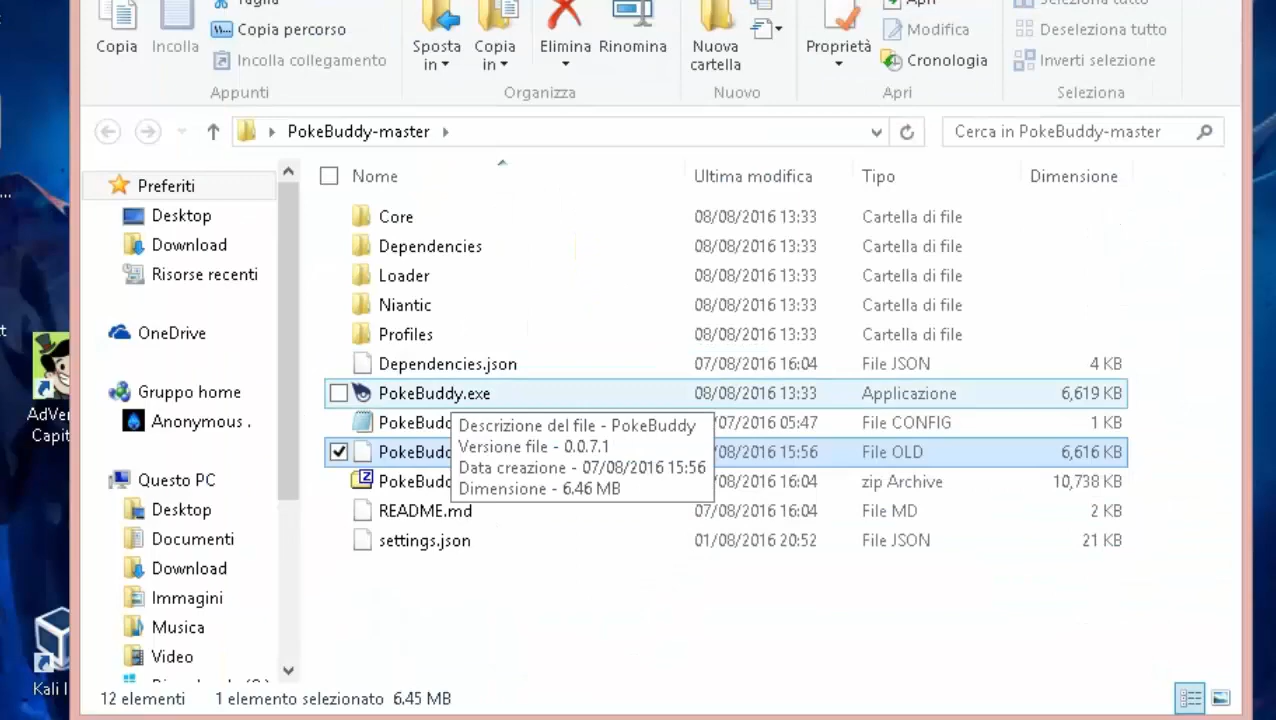 Taglia
Copia
Incolla
Copia percorso
Incolla collegamento
Appunti
Sposta in
Copia in
Elimina
Rinomina
Organizza
Nuova cartella
Nuovo
Proprietà
Apri
Modifica
Cronologia
Apri
Seleziona tutto
Deseleziona tutto
Inverti selezione
Seleziona
PokeBuddy-master
Cerca in PokeBuddy-master
Preferiti
Desktop
Download
Risorse recenti
OneDrive
Gruppo home
Anonymous .
Questo PC
Desktop
Documenti
Download
Immagini
Musica
Video
Nome Ultima modifica Tipo Dimensione
Core 08/08/2016 13:33 Cartella di file
Dependencies 08/08/2016 13:33 Cartella di file
Loader 08/08/2016 13:33 Cartella di file
Niantic 08/08/2016 13:33 Cartella di file
Profiles 08/08/2016 13:33 Cartella di file
Dependencies.json 07/08/2016 16:04 File JSON 4 KB
PokeBuddy.exe 08/08/2016 13:33 Applicazione 6,619 KB
PokeBudd /07/2016 05:47 File CONFIG 1 KB
PokeBudd /08/2016 15:56 File OLD 6,616 KB
PokeBudd /08/2016 16:04 zip Archive 10,738 KB
README.md 07/08/2016 16:04 File MD 2 KB
settings.json 01/08/2016 20:52 File JSON 21 KB
Descrizione del file - PokeBuddy
Versione file - 0.0.7.1
Data creazione - 07/08/2016 15:56
Dimensione - 6.46 MB
12 elementi 1 elemento selezionato 6.45 MB
AdVen
Capit
Kali l